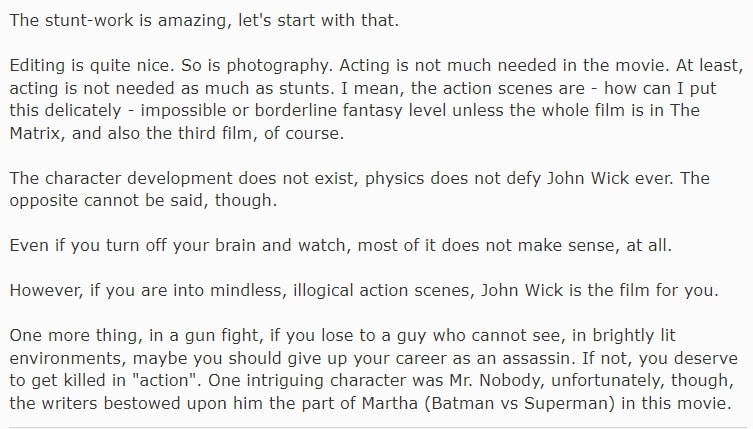 The stunt-work is amazing, let's start with that.
Editing is quite nice. So is photography. Acting is not much needed in the movie. At least,
acting is not needed as much as stunts. I mean, the action scenes are - how can I put
this delicately - impossible or borderline fantasy level unless the whole film is in The
Matrix, and also the third film, of course.
The character development does not exist, physics does not defy John Wick ever. The
opposite cannot be said, though.
Even if you turn off your brain and watch, most of it does not make sense, at all.
However, if you are into mindless, illogical action scenes, John Wick is the film for you.
One more thing, in a gun fight, if you lose to a guy who cannot see, in brightly lit
environments, maybe you should give up your career as an assassin. If not, you deserve
to get killed in "action". One intriguing character was Mr. Nobody, unfortunately, though,
the writers bestowed upon him the part of Martha (Batman vs Superman) in this movie.